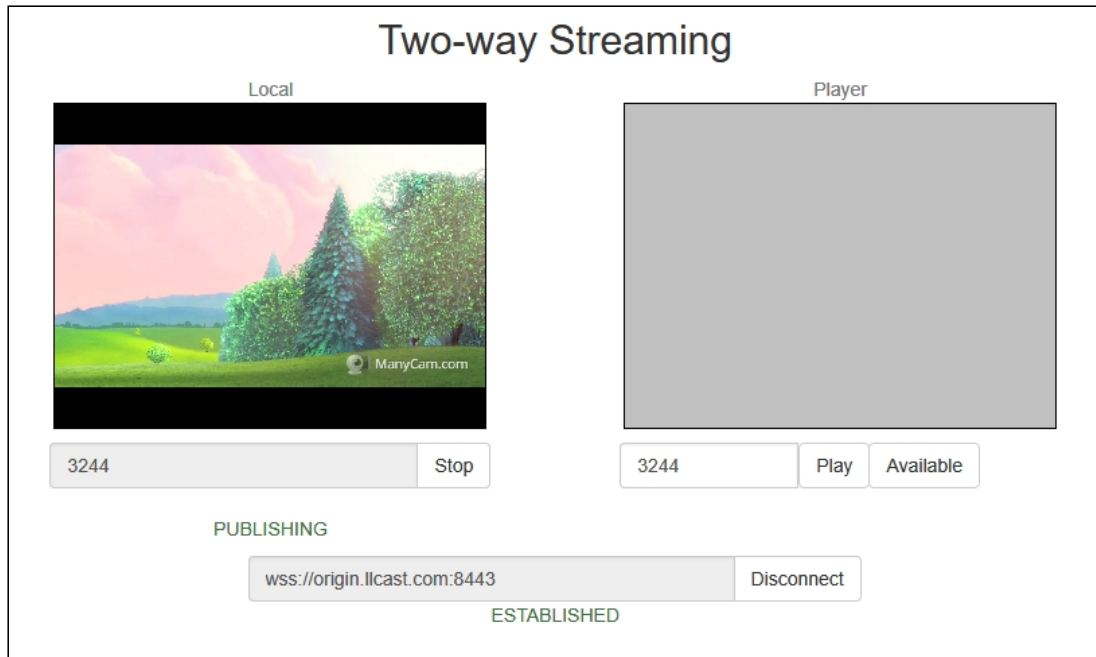 Two-way Streaming
Local
Player
ManyCam.com
3244
Stop
3244
Play
Available
PUBLISHING
wss://origin.llcast.com:8443
Disconnect
ESTABLISHED